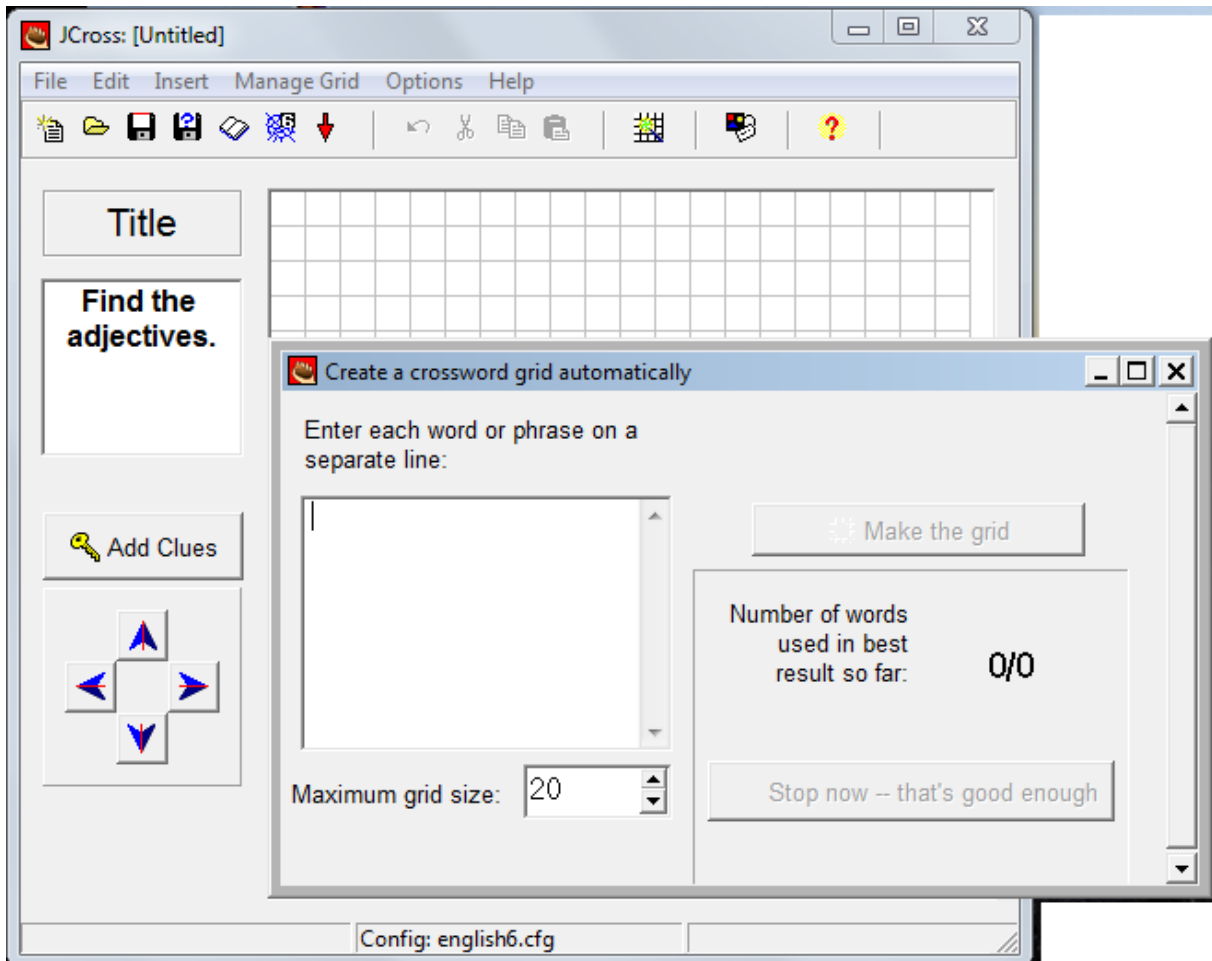 JCross: [Untitled]
File Edit Insert Manage Grid Options Help
Title
Find the
adjectives.
Add Clues
Create a crossword grid automatically
Enter each word or phrase on a
separate line:
Make the grid
Number of words
used in best
result so far:
0/0
Maximum grid size: 20
Stop now -- that's good enough
Config: english6.cfg